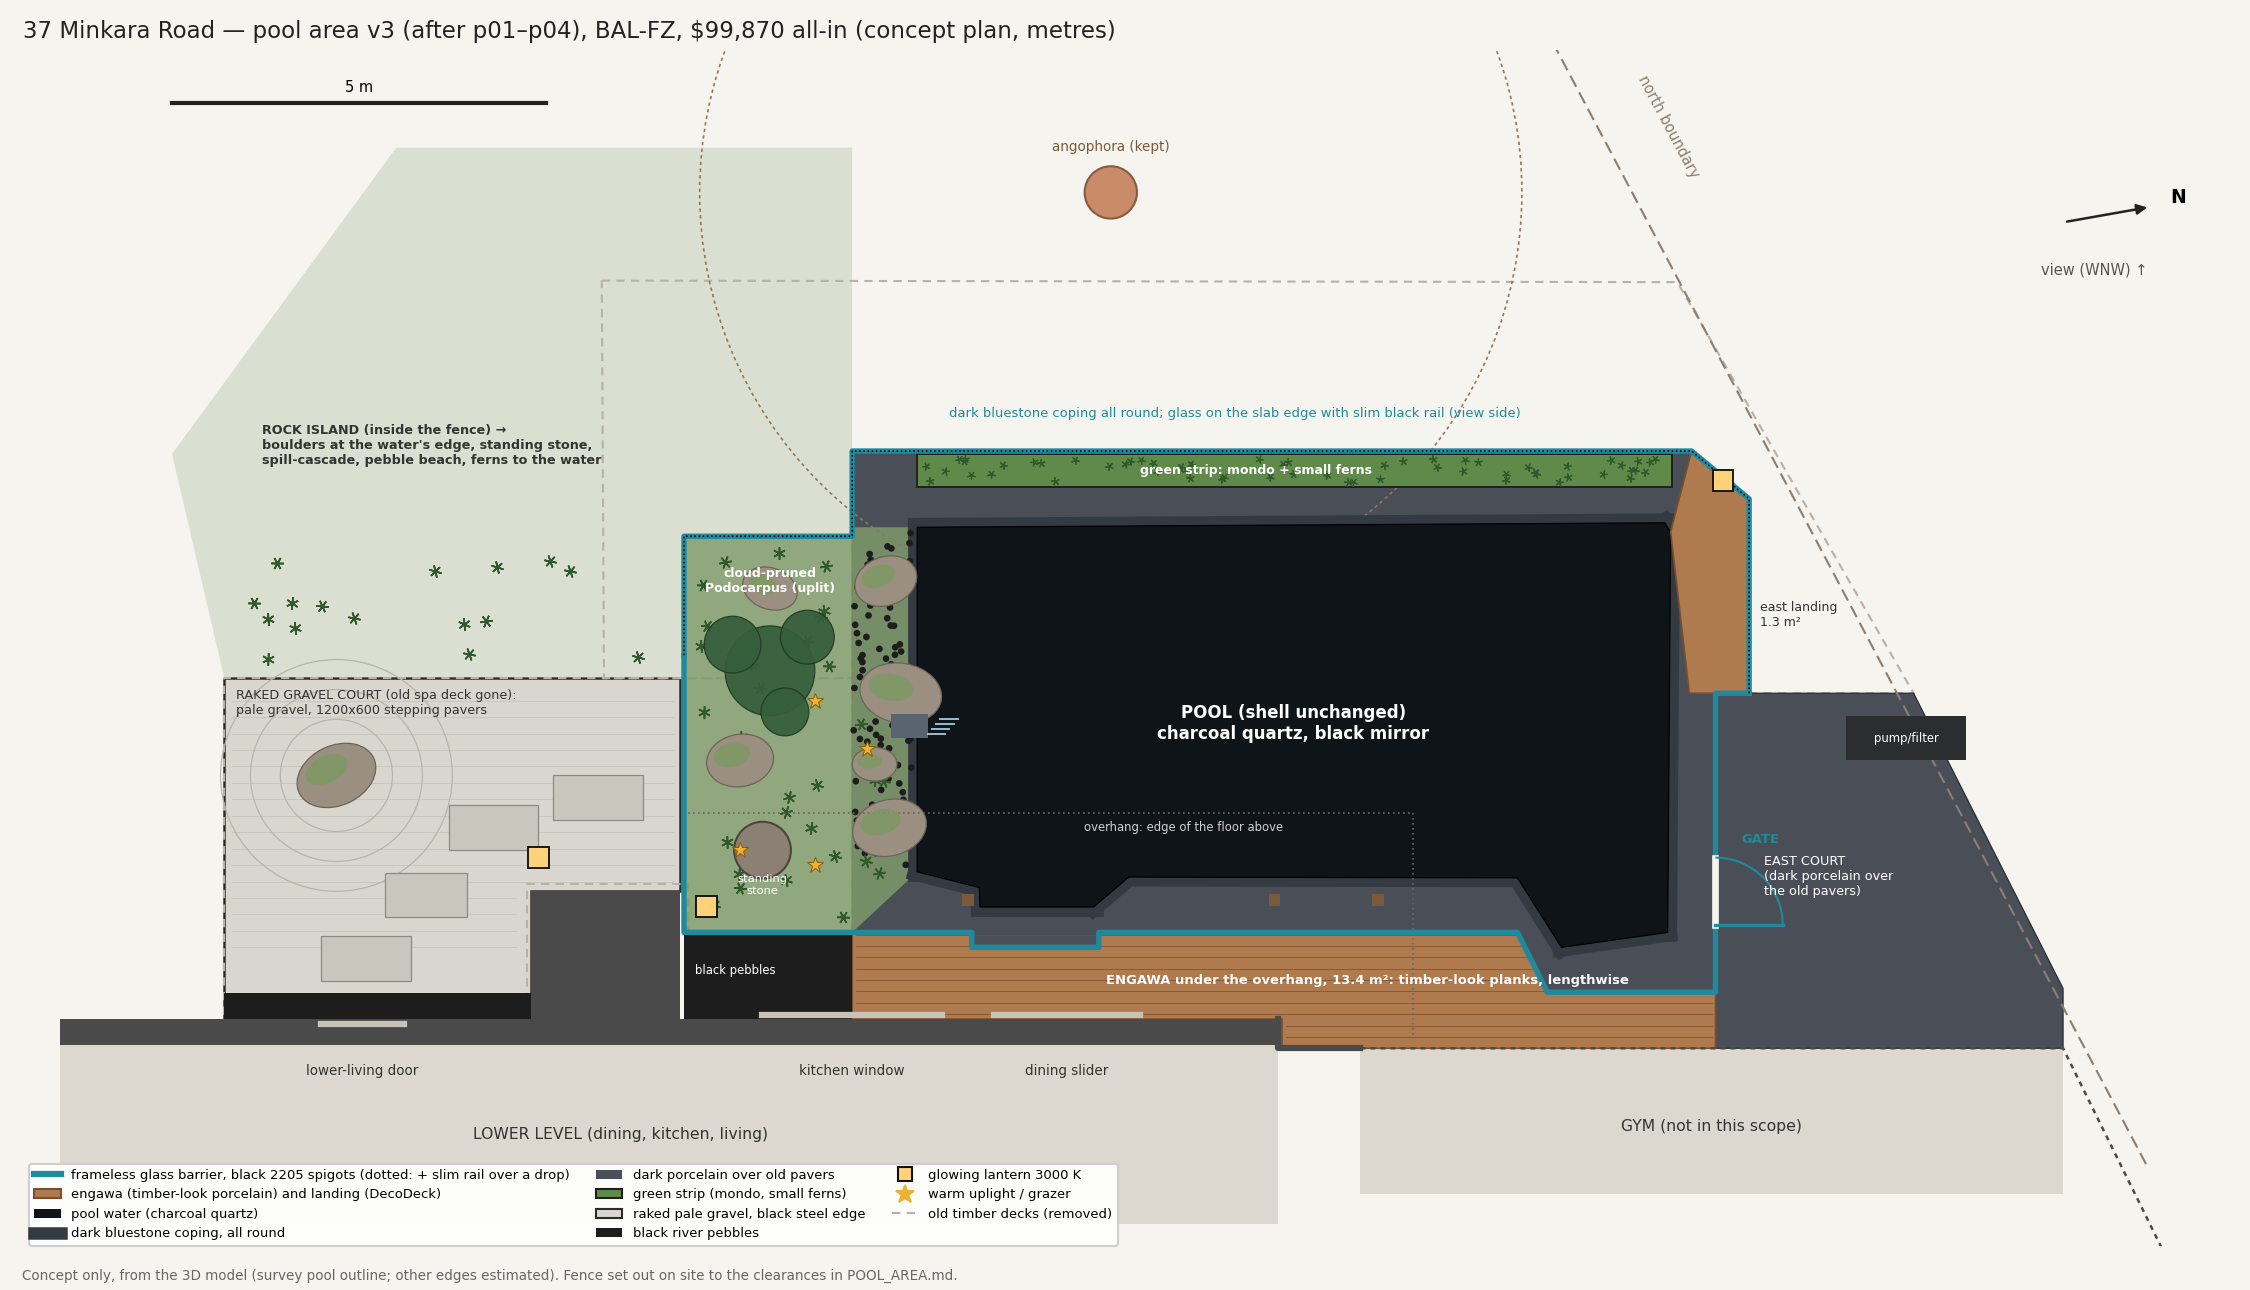 37 Minkara Road — pool area v3 (after p01–p04), BAL-FZ, $99,870 all-in (concept plan, metres)
5 m
north boundary
angophora (kept)
N
view (WNW) ↑
dark bluestone coping all round; glass on the slab edge with slim black rail (view side)
ROCK ISLAND (inside the fence) →
boulders at the water's edge, standing stone,
spill-cascade, pebble beach, ferns to the water
green strip: mondo + small ferns
cloud-pruned
Podocarpus (uplit)
east landing
1.3 m²
RAKED GRAVEL COURT (old spa deck gone):
pale gravel, 1200x600 stepping pavers
POOL (shell unchanged)
charcoal quartz, black mirror
pump/filter
overhang: edge of the floor above
GATE
EAST COURT
(dark porcelain over
the old pavers)
standing
stone
black pebbles
ENGAWA under the overhang, 13.4 m²: timber-look planks, lengthwise
lower-living door
kitchen window
dining slider
LOWER LEVEL (dining, kitchen, living)
GYM (not in this scope)
frameless glass barrier, black 2205 spigots (dotted: + slim rail over a drop)
engawa (timber-look porcelain) and landing (DecoDeck)
pool water (charcoal quartz)
dark bluestone coping, all round
dark porcelain over old pavers
green strip (mondo, small ferns)
raked pale gravel, black steel edge
black river pebbles
glowing lantern 3000 K
warm uplight / grazer
old timber decks (removed)
Concept only, from the 3D model (survey pool outline; other edges estimated). Fence set out on site to the clearances in POOL_AREA.md.